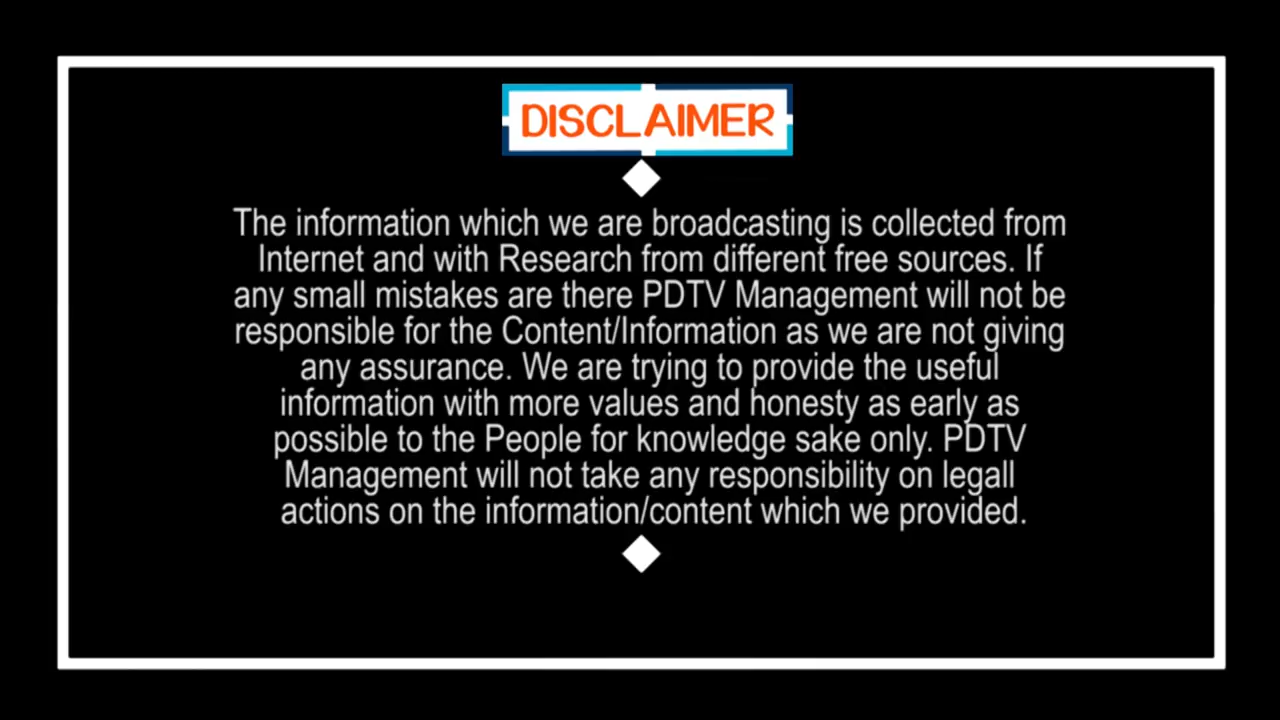 DISCLAIMER
The information which we are broadcasting is collected from
Internet and with Research from different free sources. If
any small mistakes are there PDTV Management will not be
responsible for the Content/Information as we are not giving
any assurance. We are trying to provide the useful
information with more values and honesty as early as
possible to the People for knowledge sake only. PDTV
Management will not take any responsibility on legall
actions on the information/content which we provided.